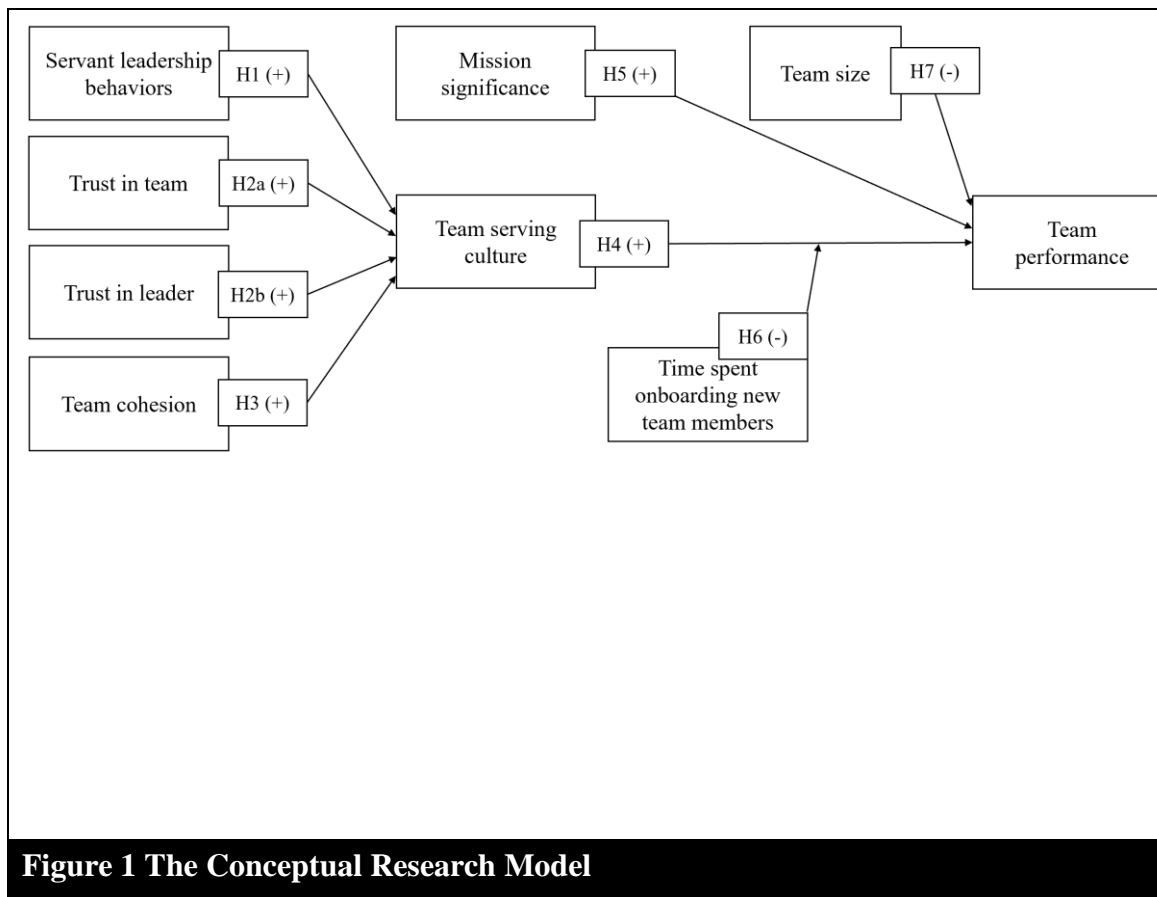 Servant leadership
behaviors
H1 (+)
Mission
significance
H5 (+)
Team size
H7 (-)
Trust in team
H2a (+)
Team serving
culture
H4 (+)
Team
performance
Trust in leader
H2b (+)
H6 (-)
Time spent
onboarding new
team members
Team cohesion
H3 (+)
Figure 1 The Conceptual Research Model